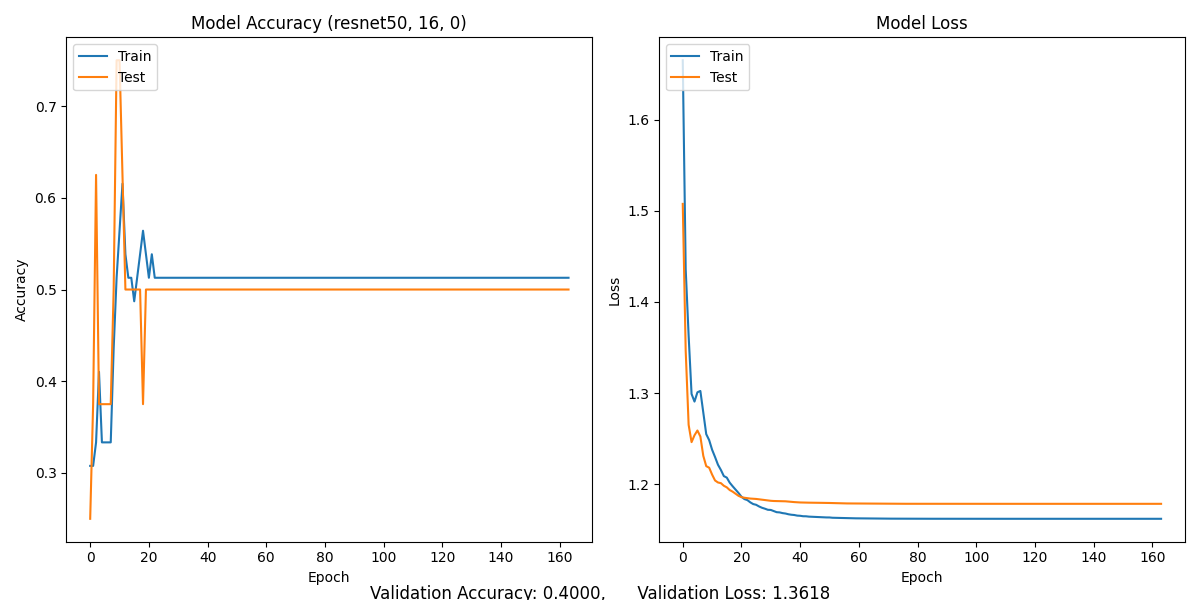 Model Accuracy (resnet50, 16, 0)
Train
Test
0.7
0.6
0.5
0.4
0.3
Accuracy
0 20 40 60 80 100 120 140 160
Epoch
Model Loss
Train
Test
1.6
1.5
1.4
1.3
1.2
Loss
0 20 40 60 80 100 120 140 160
Epoch
Validation Accuracy: 0.4000, Validation Loss: 1.3618